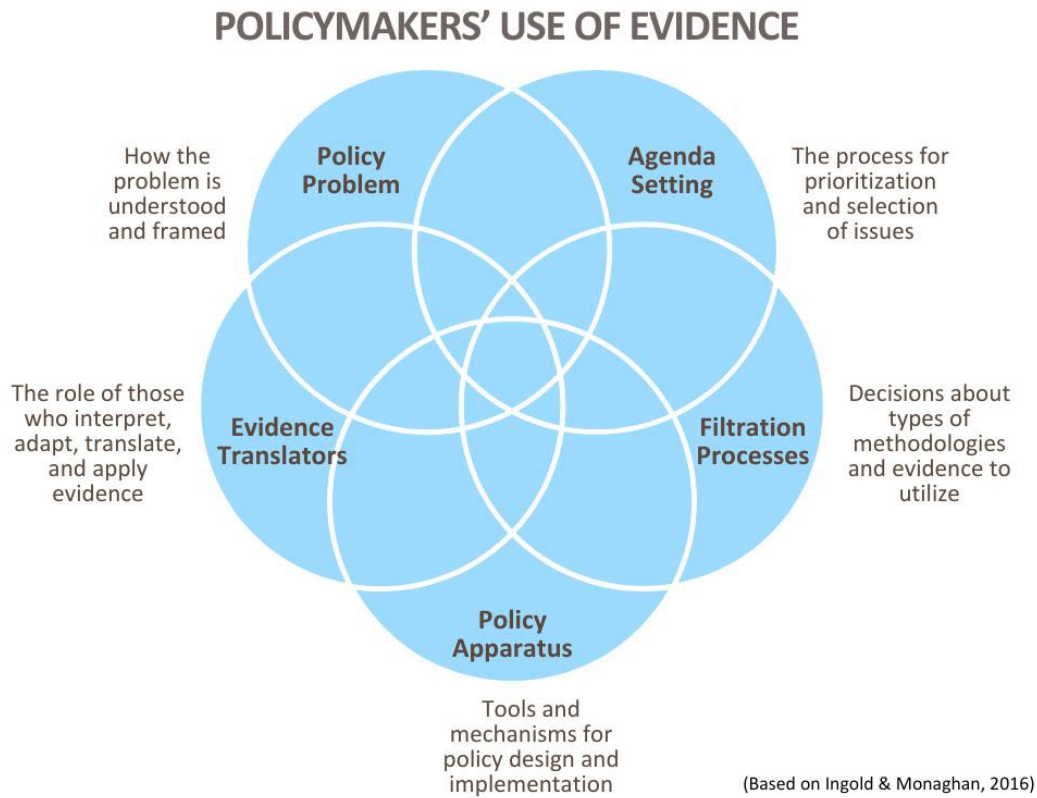 POLICYMAKERS’ USE OF EVIDENCE
How the
problem is
understood
and framed
Policy
Problem
Agenda
Setting
The process for
prioritization
and selection
of issues
The role of those
who interpret,
adapt, translate,
and apply
evidence
Evidence
Translators
Filtration
Processes
Decisions about
types of
methodologies
and evidence to
utilize
Policy
Apparatus
Tools and
mechanisms for
policy design and
implementation
(Based on Ingold & Monaghan, 2016)